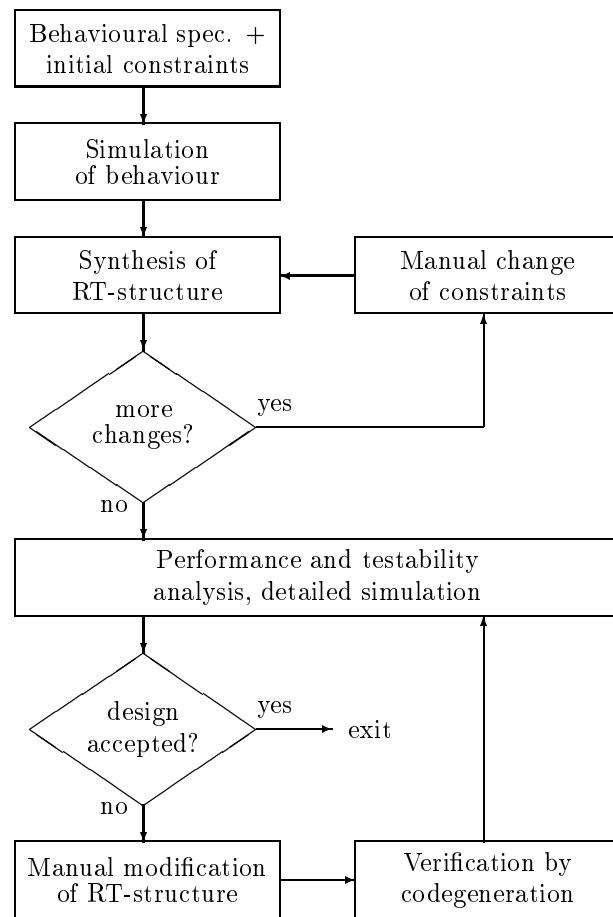 Behavioural spec. +
initial constraints
Simulation
of behaviour
Synthesis of
RT-structure
Manual change
of constraints
more
changes?
yes
no
Performance and testability
analysis, detailed simulation
design
accepted?
yes
exit
no
Manual modification
of RT-structure
Verification by
codegeneration